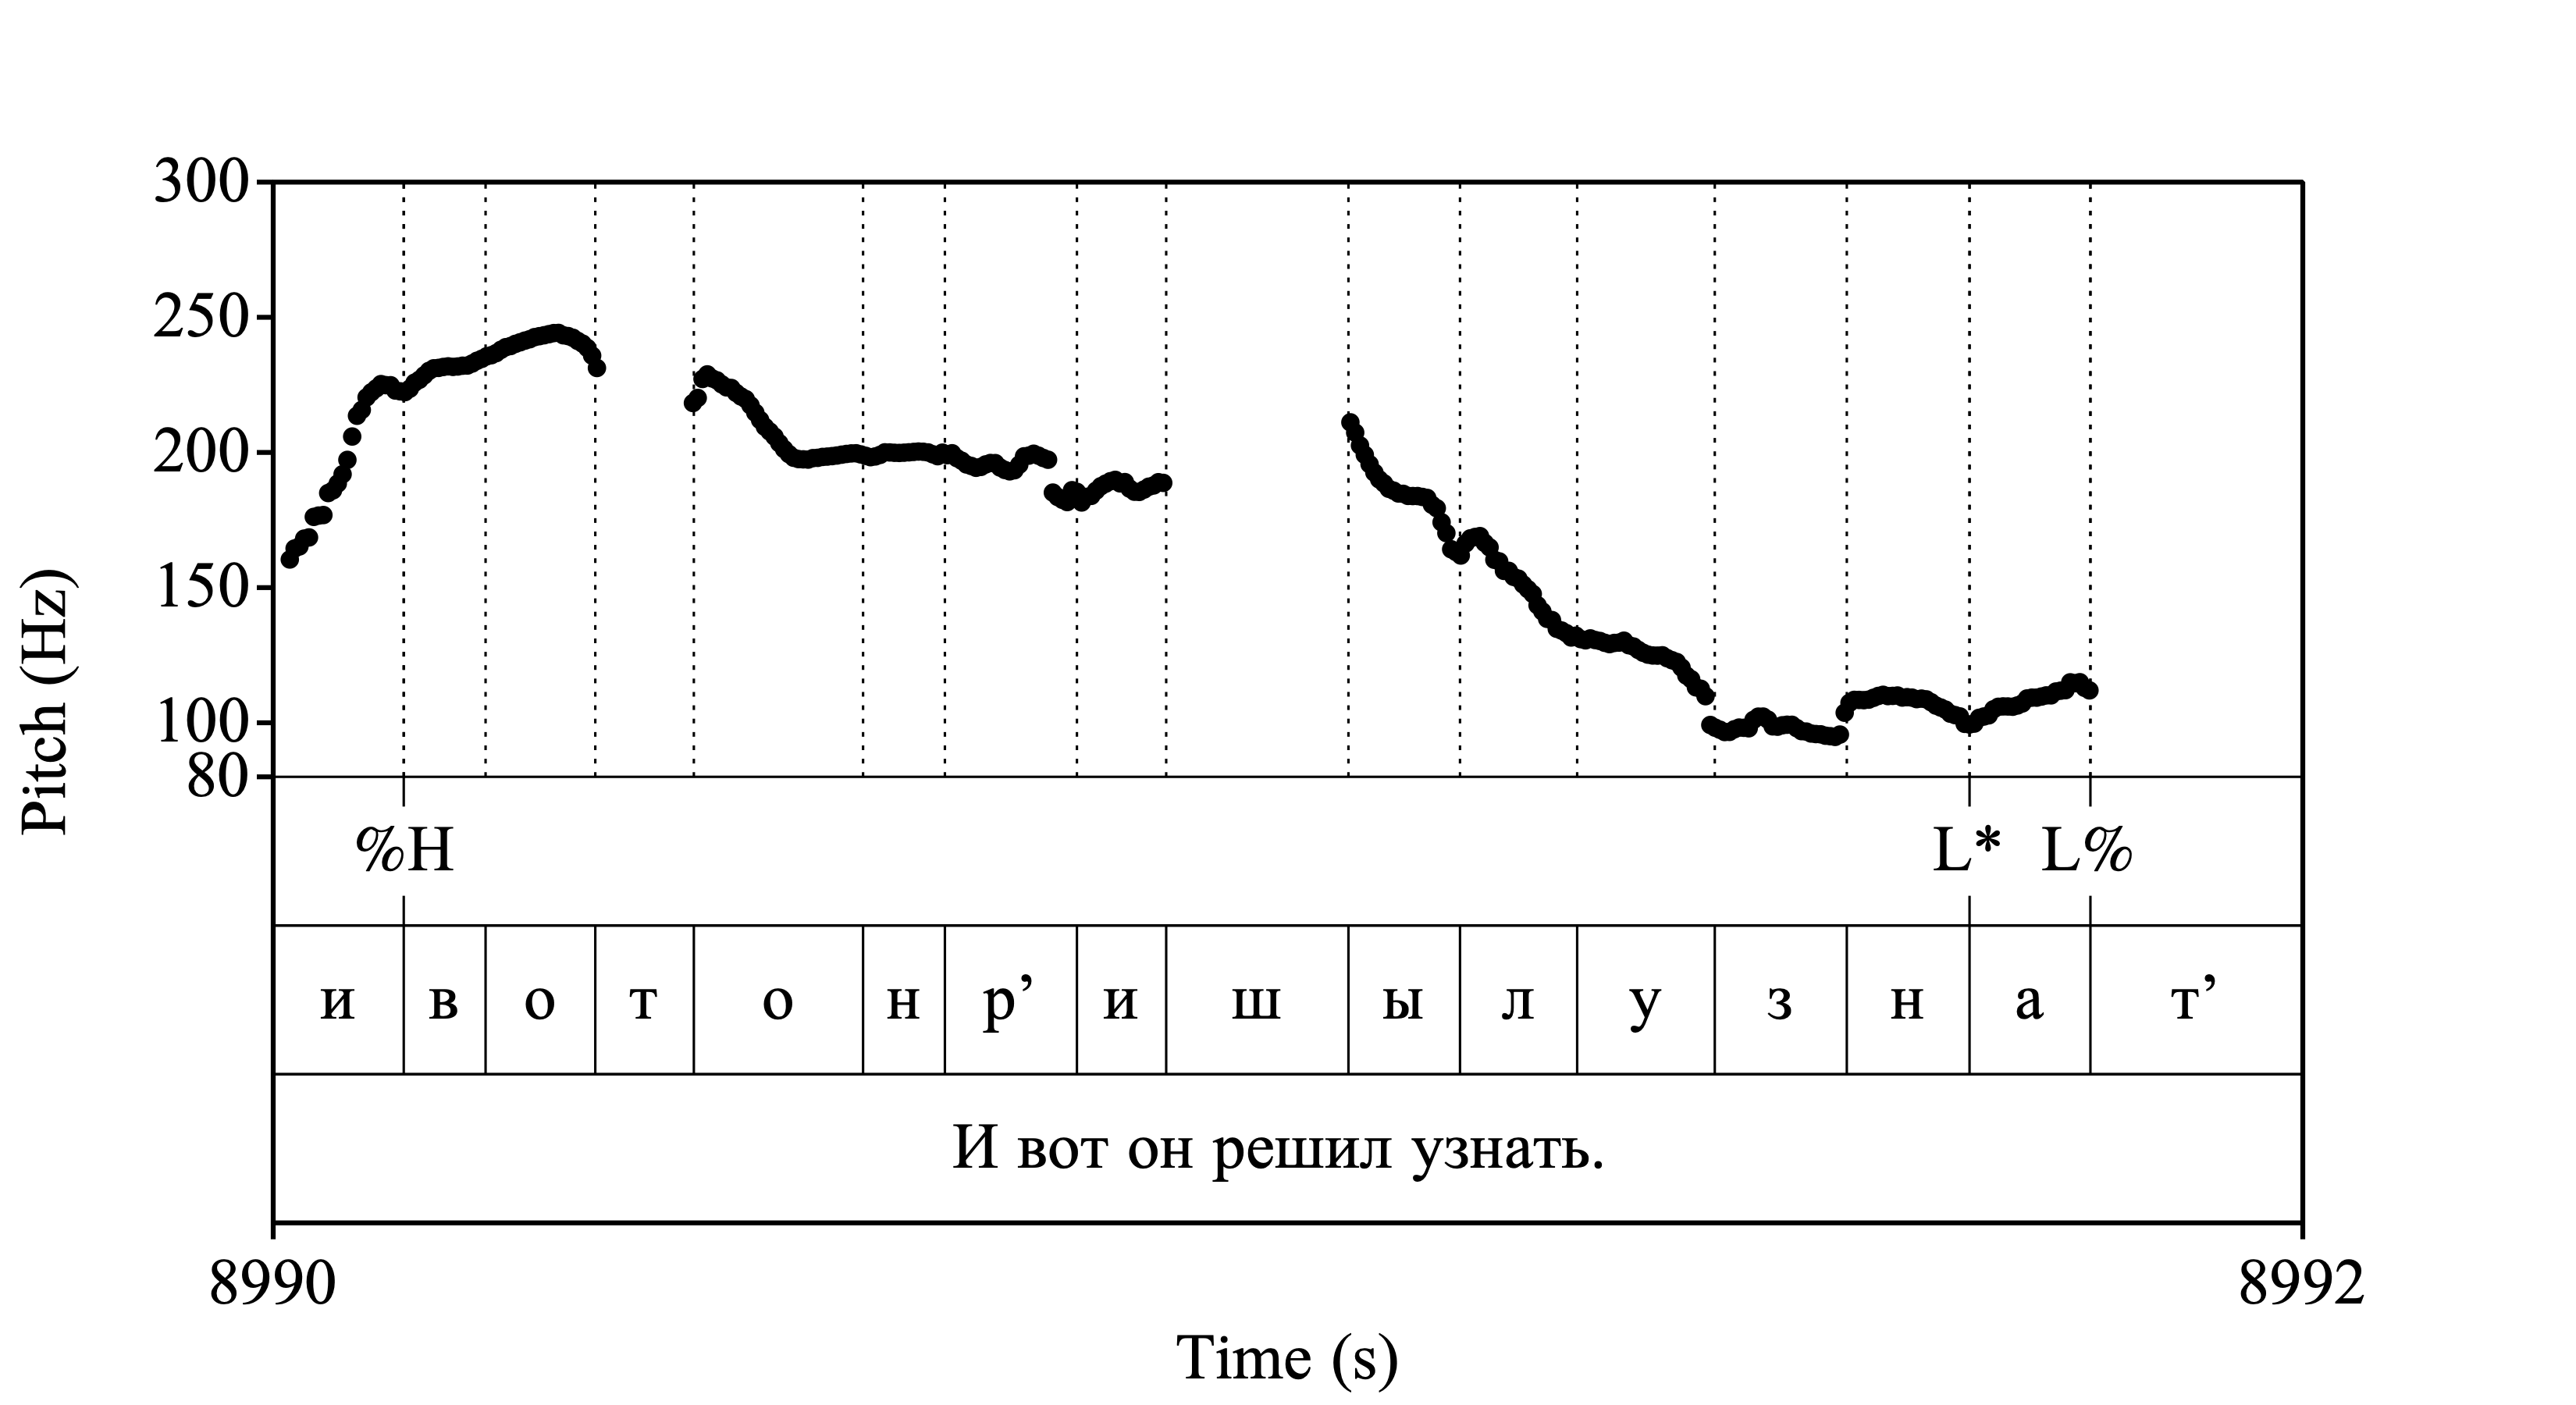 300
250
200
150
100
80
Pitch (Hz)
%H L* L%
и в о т о н р’ и ш ы л у з н а т’
И вот он решил узнать.
8990 8992
Time (s)